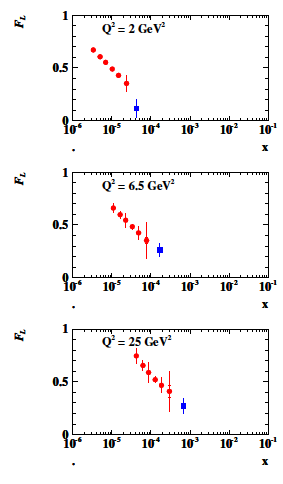 F_L
1
Q² = 2 GeV²
0.5
0
10⁻⁶ 10⁻⁵ 10⁻⁴ 10⁻³ 10⁻² 10⁻¹
. x
F_L
1
Q² = 6.5 GeV²
0.5
0
10⁻⁶ 10⁻⁵ 10⁻⁴ 10⁻³ 10⁻² 10⁻¹
. x
F_L
1
Q² = 25 GeV²
0.5
0
10⁻⁶ 10⁻⁵ 10⁻⁴ 10⁻³ 10⁻² 10⁻¹
. x